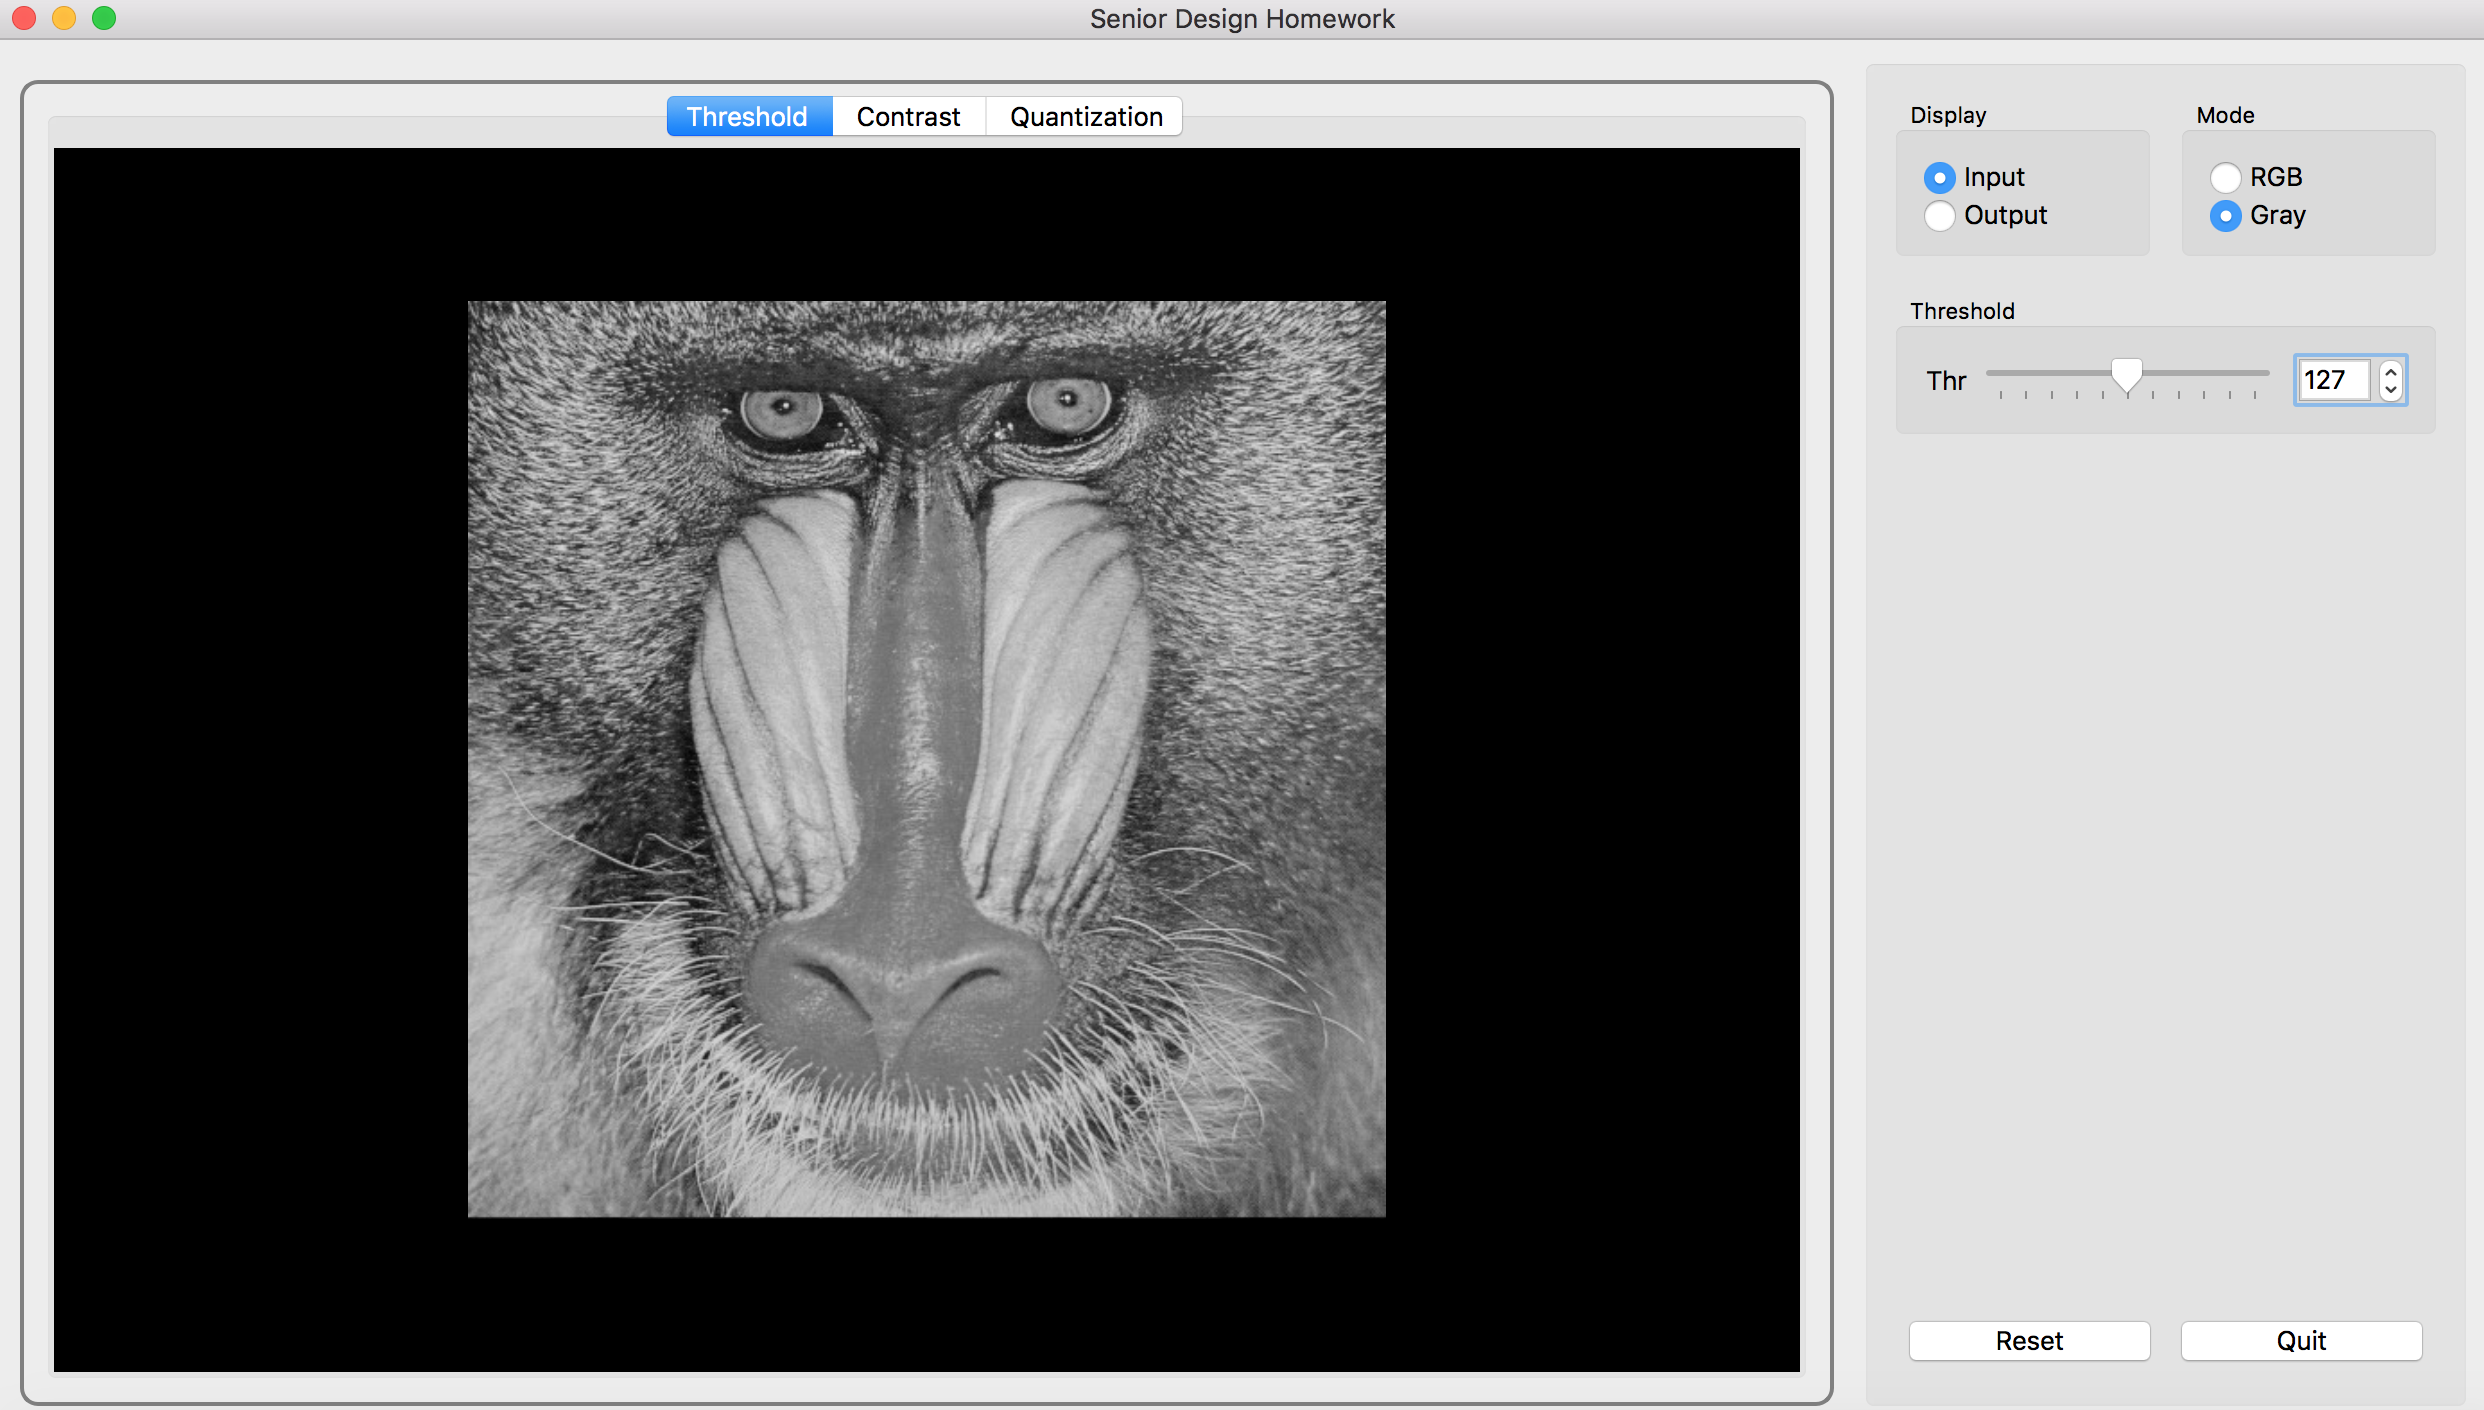 Senior Design Homework
Threshold Contrast Quantization
Display
Input
Output
Mode
RGB
Gray
Threshold
Thr 127
Reset Quit